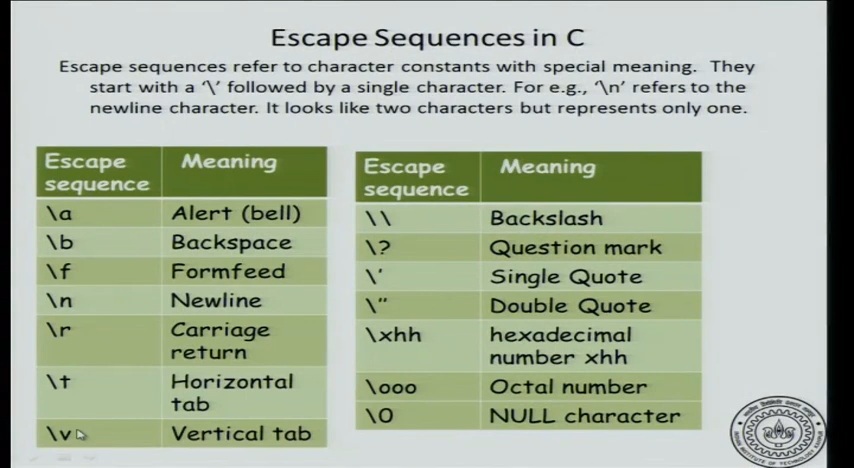 Escape Sequences in C
Escape sequences refer to character constants with special meaning. They
start with a ‘\’ followed by a single character. For e.g., ‘\n’ refers to the
newline character. It looks like two characters but represents only one.
Escape Meaning
sequence
\a Alert (bell)
\b Backspace
\f Formfeed
\n Newline
\r Carriage
return
\t Horizontal
tab
\v Vertical tab
Escape Meaning
sequence
\\ Backslash
\? Question mark
\' Single Quote
\" Double Quote
\xhh hexadecimal
number xhh
\ooo Octal number
\0 NULL character